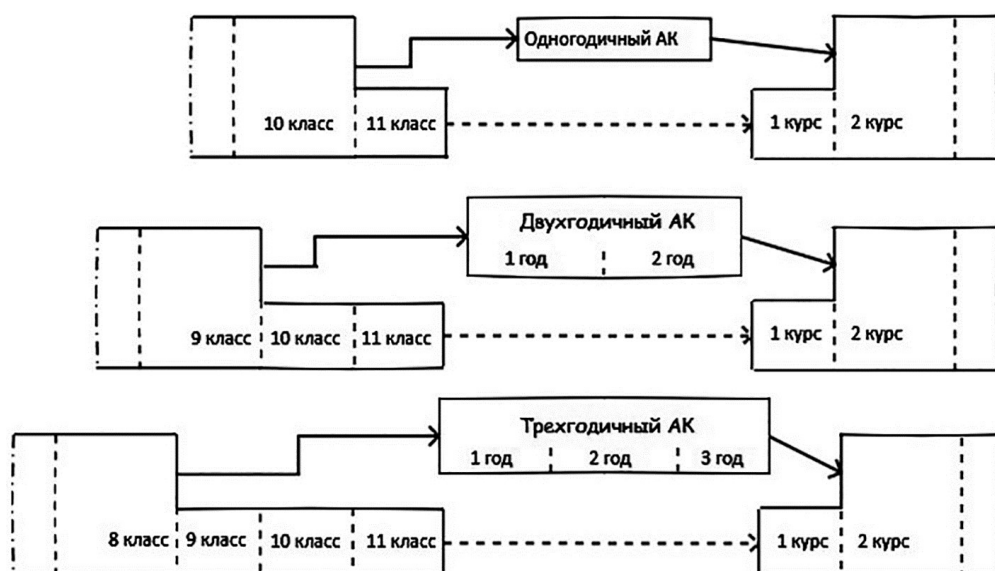 Одногодичный АК
10 класс 11 класс 1 курс 2 курс
Двухгодичный АК
1 год 2 год
9 класс 10 класс 11 класс 1 курс 2 курс
Трехгодичный АК
1 год 2 год 3 год
8 класс 9 класс 10 класс 11 класс 1 курс 2 курс